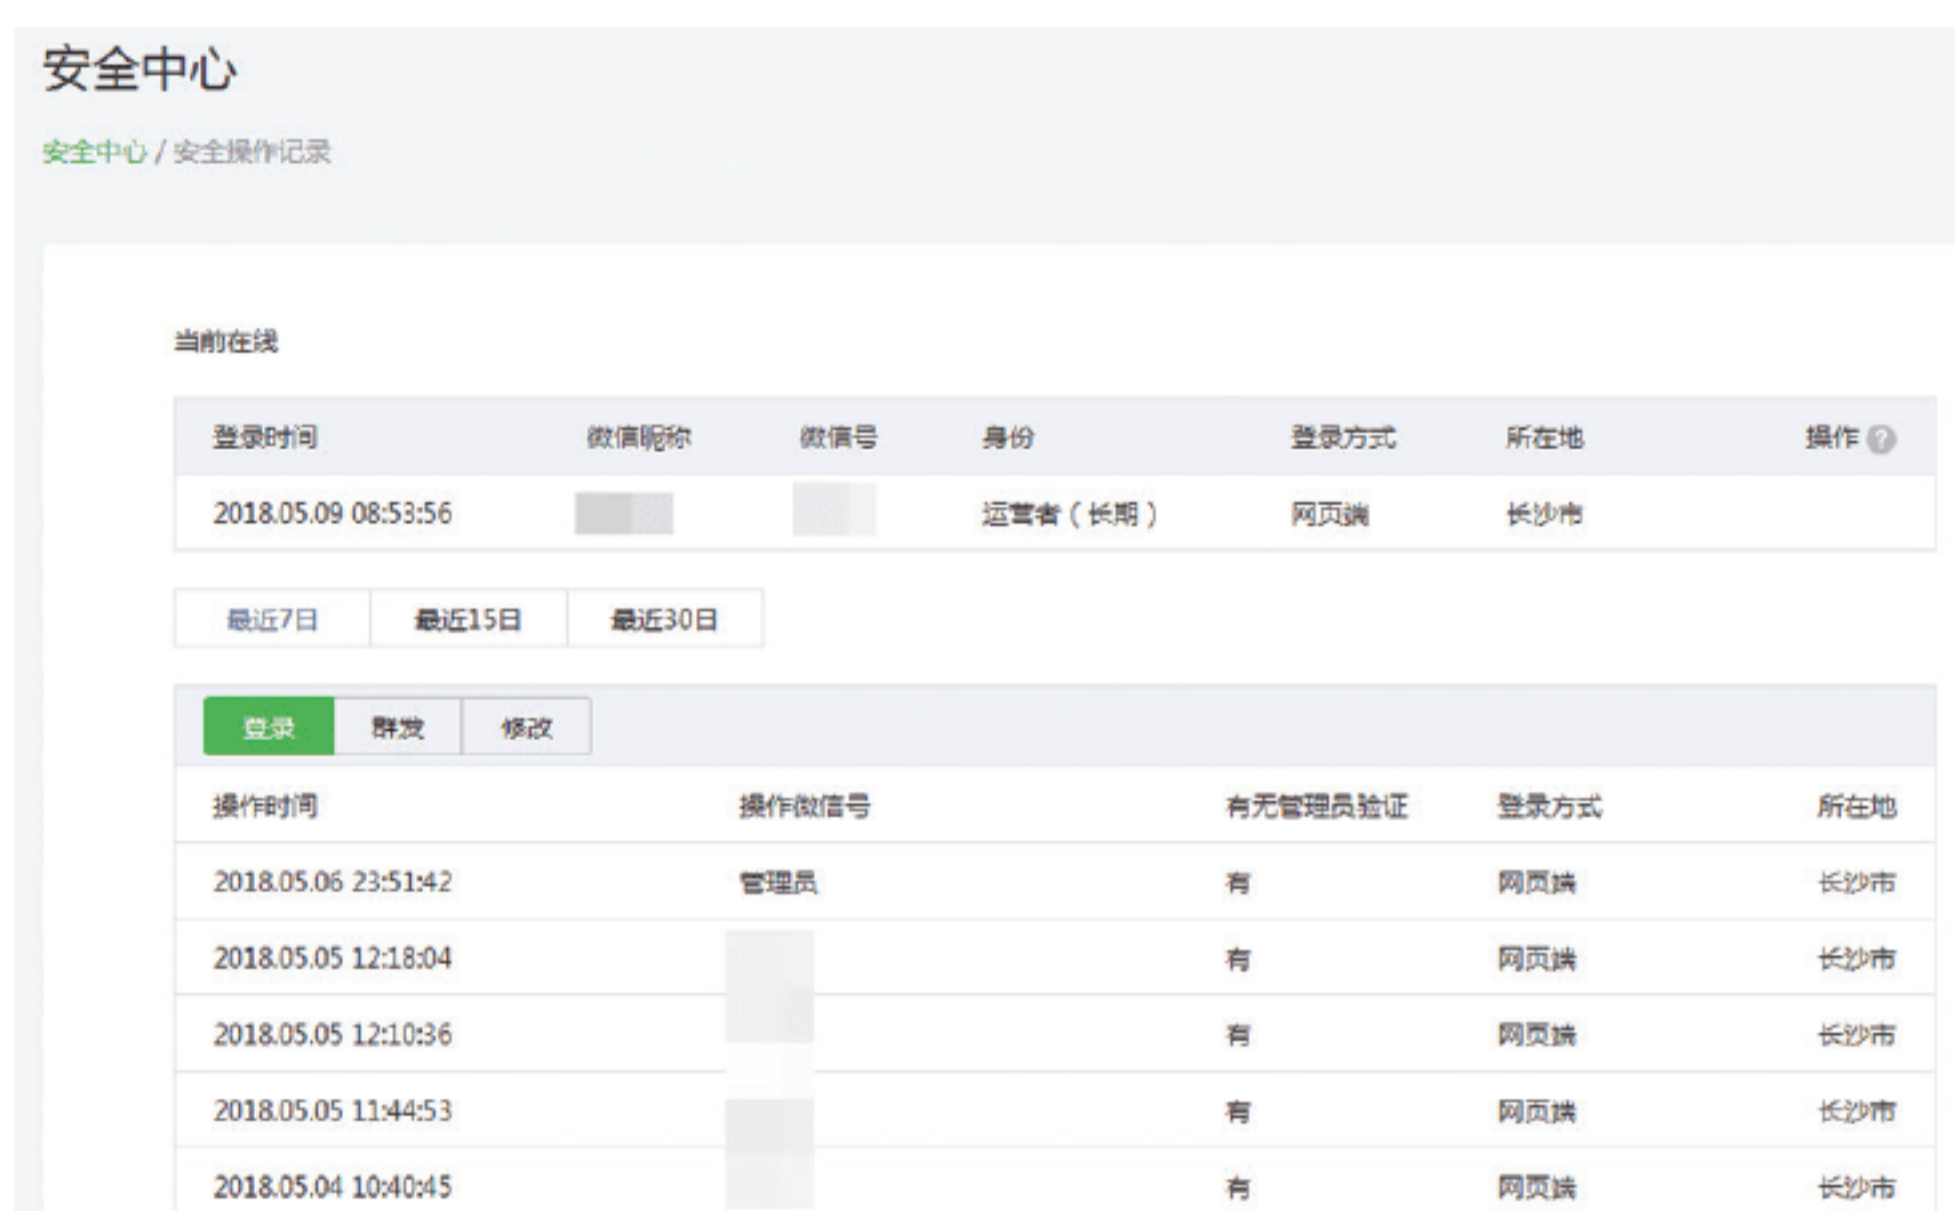 安全中心
安全中心 / 安全操作记录
当前在线
登录时间 微信昵称 微信号 身份 登录方式 所在地 操作 ?
2018.05.09 08:53:56 运营者（长期） 网页端 长沙市
最近7日 最近15日 最近30日
登录 群发 修改
操作时间 操作微信号 有无管理员验证 登录方式 所在地
2018.05.06 23:51:42 管理员 有 网页端 长沙市
2018.05.05 12:18:04 有 网页端 长沙市
2018.05.05 12:10:36 有 网页端 长沙市
2018.05.05 11:44:53 有 网页端 长沙市
2018.05.04 10:40:45 有 网页端 长沙市